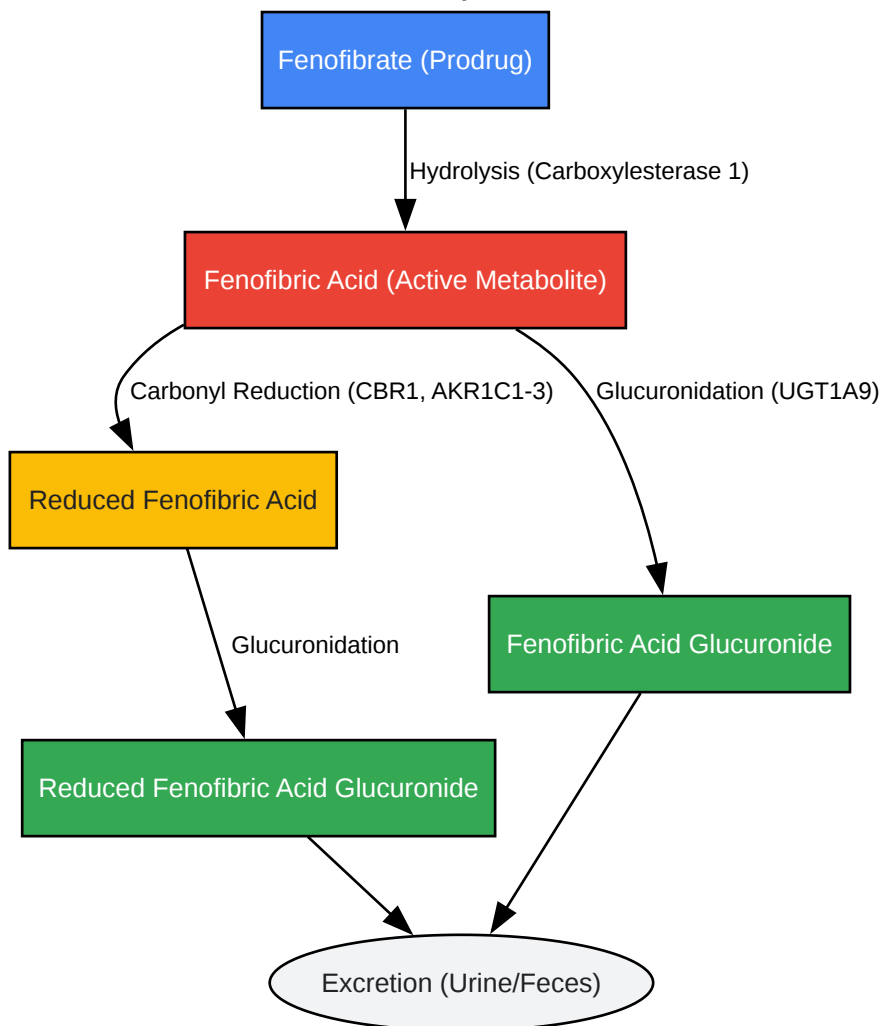 Fenofibrate (Prodrug)
Hydrolysis (Carboxylesterase 1)
Fenofibric Acid (Active Metabolite)
Carbonyl Reduction (CBR1, AKR1C1-3)
Glucuronidation (UGT1A9)
Reduced Fenofibric Acid
Glucuronidation
Fenofibric Acid Glucuronide
Reduced Fenofibric Acid Glucuronide
Excretion (Urine/Feces)